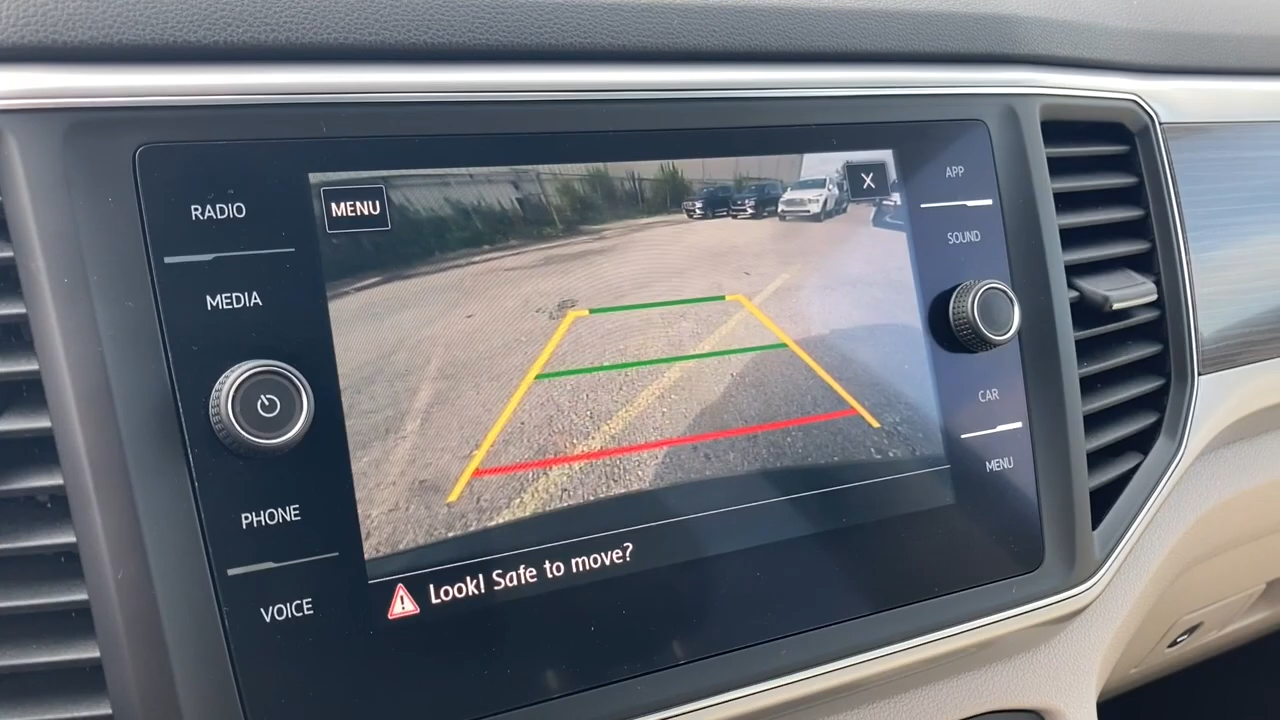 RADIO
MEDIA
PHONE
VOICE
MENU
X
Look! Safe to move?
APP
SOUND
CAR
MENU